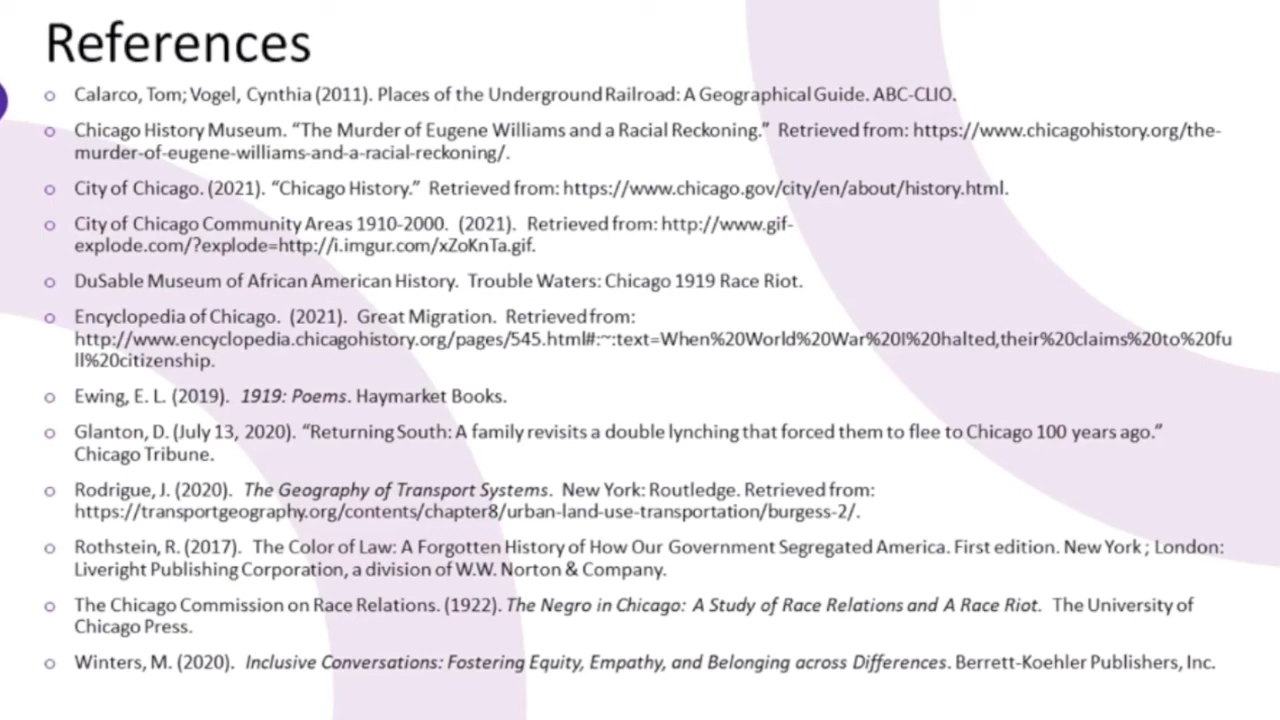 References
○ Calarco, Tom; Vogel, Cynthia (2011). Places of the Underground Railroad: A Geographical Guide. ABC-CLIO.
○ Chicago History Museum. “The Murder of Eugene Williams and a Racial Reckoning.” Retrieved from: https://www.chicagohistory.org/the-
murder-of-eugene-williams-and-a-racial-reckoning/.
○ City of Chicago. (2021). “Chicago History.” Retrieved from: https://www.chicago.gov/city/en/about/history.html.
○ City of Chicago Community Areas 1910-2000. (2021). Retrieved from: http://www.gif-
explode.com/?explode=http://i.imgur.com/xZoKnTa.gif.
○ DuSable Museum of African American History. Trouble Waters: Chicago 1919 Race Riot.
○ Encyclopedia of Chicago. (2021). Great Migration. Retrieved from:
http://www.encyclopedia.chicagohistory.org/pages/545.html#:~:text=When%20World%20War%20I%20halted,their%20claims%20to%20fu
ll%20citizenship.
○ Ewing, E. L. (2019). 1919: Poems. Haymarket Books.
○ Glanton, D. (July 13, 2020). “Returning South: A family revisits a double lynching that forced them to flee to Chicago 100 years ago.”
Chicago Tribune.
○ Rodrigue, J. (2020). The Geography of Transport Systems. New York: Routledge. Retrieved from:
https://transportgeography.org/contents/chapter8/urban-land-use-transportation/burgess-2/.
○ Rothstein, R. (2017). The Color of Law: A Forgotten History of How Our Government Segregated America. First edition. New York ; London:
Liveright Publishing Corporation, a division of W.W. Norton & Company.
○ The Chicago Commission on Race Relations. (1922). The Negro in Chicago: A Study of Race Relations and A Race Riot. The University of
Chicago Press.
○ Winters, M. (2020). Inclusive Conversations: Fostering Equity, Empathy, and Belonging across Differences. Berrett-Koehler Publishers, Inc.